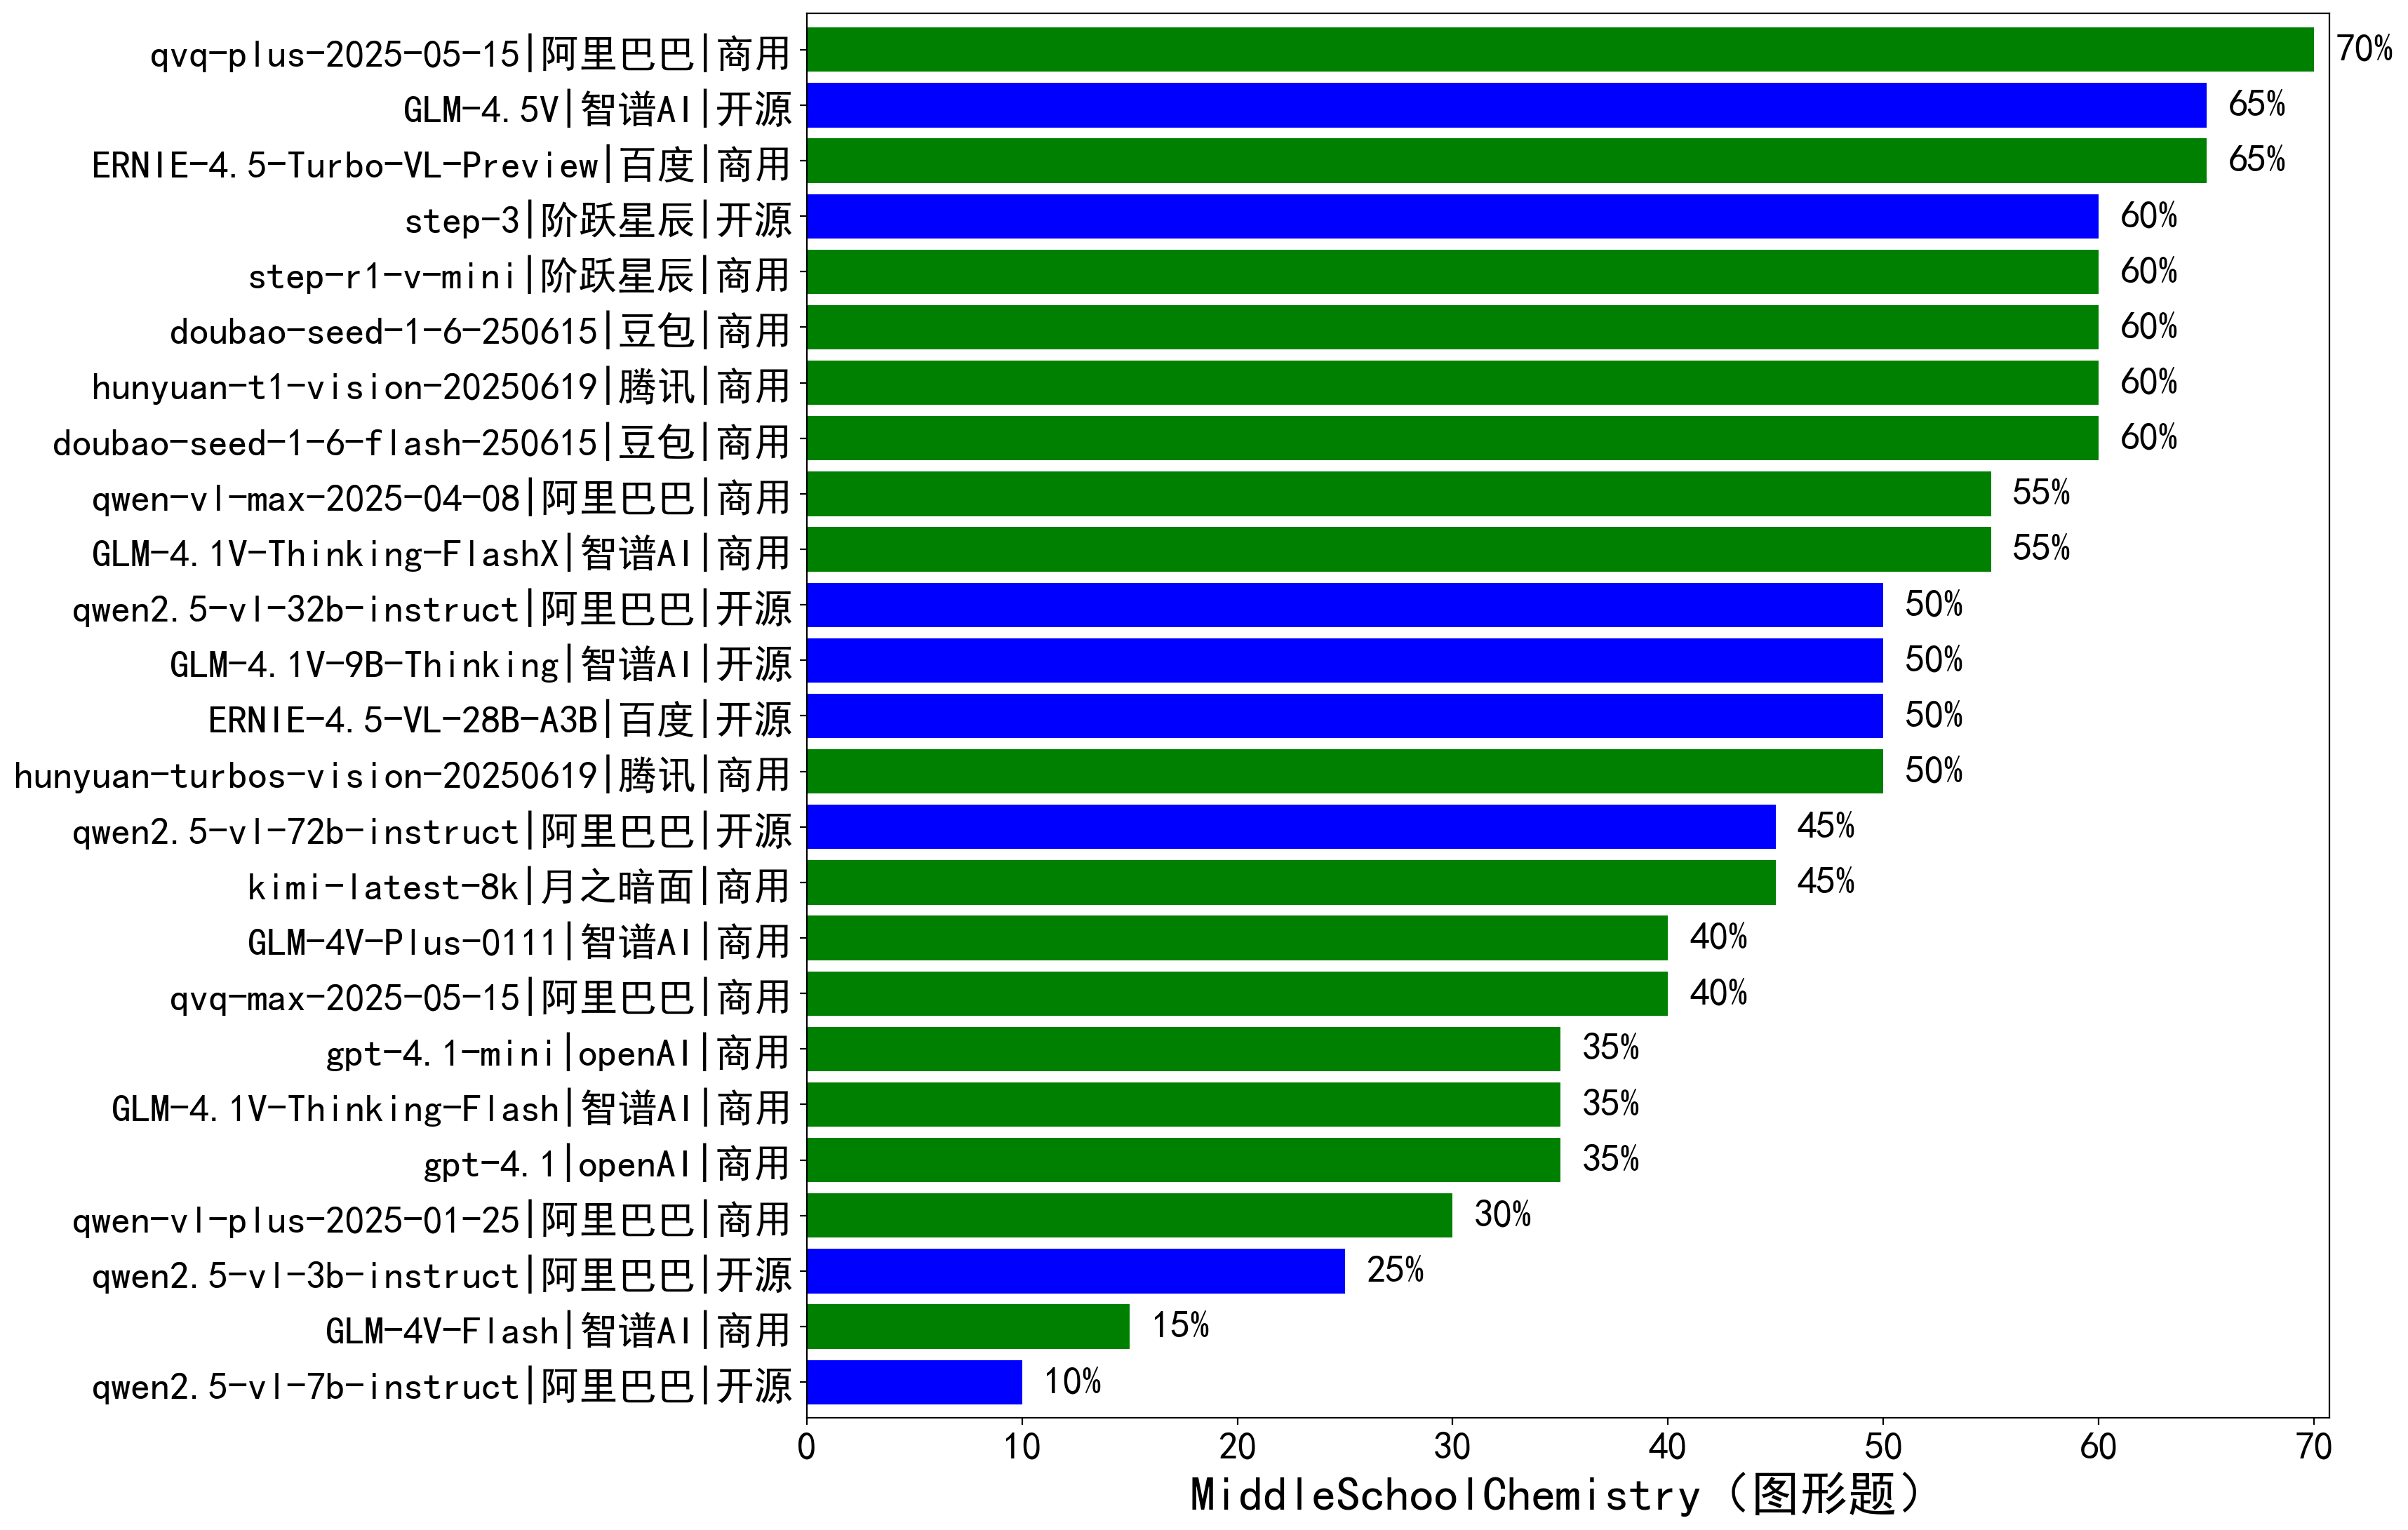 qvq-plus-2025-05-15|阿里巴巴|商用 70%
GLM-4.5V|智谱AI|开源 65%
ERNIE-4.5-Turbo-VL-Preview|百度|商用 65%
step-3|阶跃星辰|开源 60%
step-r1-v-mini|阶跃星辰|商用 60%
doubao-seed-1-6-250615|豆包|商用 60%
hunyuan-t1-vision-20250619|腾讯|商用 60%
doubao-seed-1-6-flash-250615|豆包|商用 60%
qwen-vl-max-2025-04-08|阿里巴巴|商用 55%
GLM-4.1V-Thinking-FlashX|智谱AI|商用 55%
qwen2.5-vl-32b-instruct|阿里巴巴|开源 50%
GLM-4.1V-9B-Thinking|智谱AI|开源 50%
ERNIE-4.5-VL-28B-A3B|百度|开源 50%
hunyuan-turbos-vision-20250619|腾讯|商用 50%
qwen2.5-vl-72b-instruct|阿里巴巴|开源 45%
kimi-latest-8k|月之暗面|商用 45%
GLM-4V-Plus-0111|智谱AI|商用 40%
qvq-max-2025-05-15|阿里巴巴|商用 40%
gpt-4.1-mini|openAI|商用 35%
GLM-4.1V-Thinking-Flash|智谱AI|商用 35%
gpt-4.1|openAI|商用 35%
qwen-vl-plus-2025-01-25|阿里巴巴|商用 30%
qwen2.5-vl-3b-instruct|阿里巴巴|开源 25%
GLM-4V-Flash|智谱AI|商用 15%
qwen2.5-vl-7b-instruct|阿里巴巴|开源 10%
0 10 20 30 40 50 60 70
MiddleSchoolChemistry（图形题）